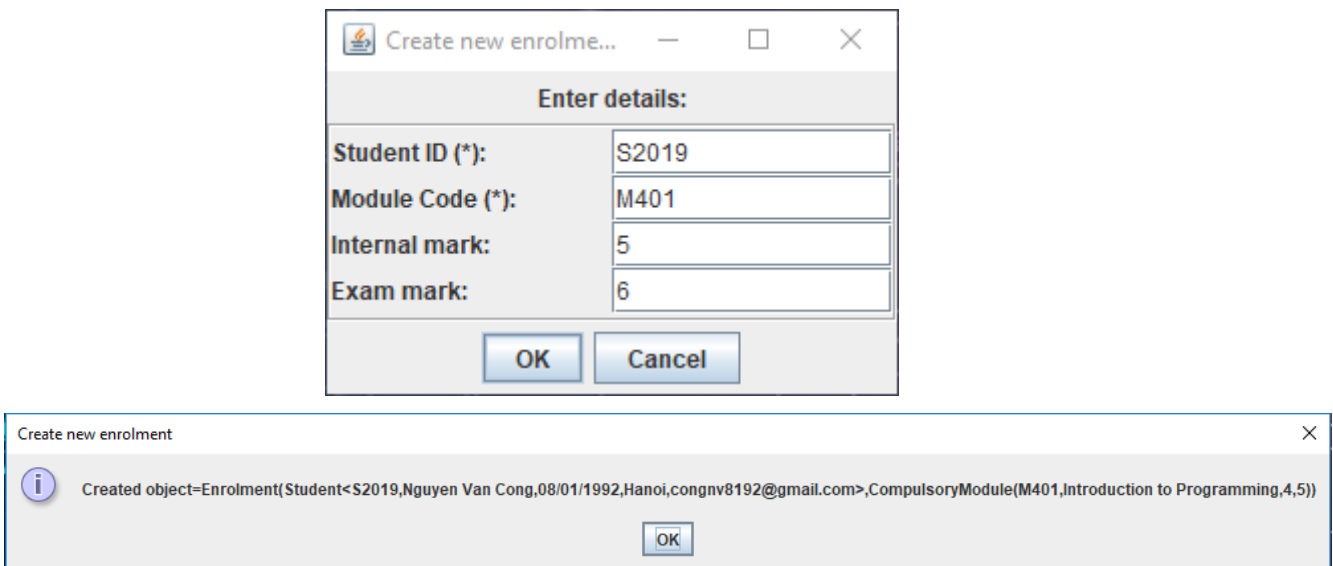 Create new enrolme...
Enter details:
Student ID (*): S2019
Module Code (*): M401
Internal mark: 5
Exam mark: 6
OK Cancel
Create new enrolment
i Created object=Enrolment(Student<S2019,Nguyen Van Cong,08/01/1992,Hanoi,congnv8192@gmail.com>,CompulsoryModule(M401,Introduction to Programming,4,5))
OK